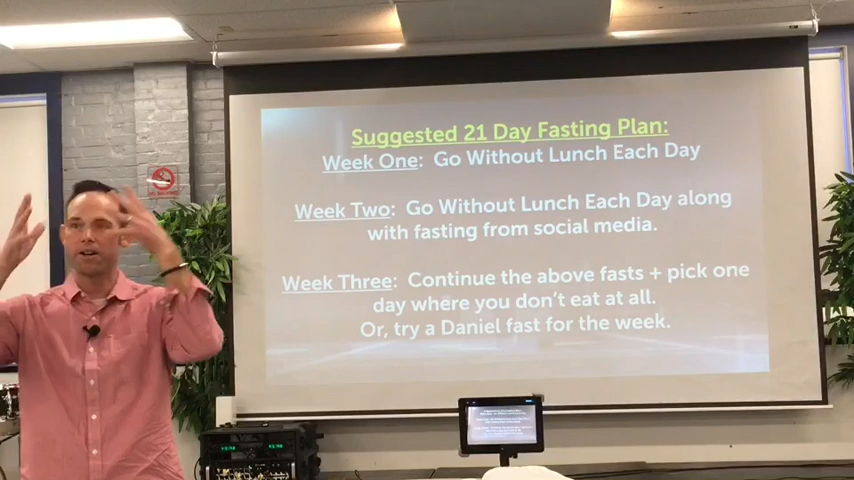 Suggested 21 Day Fasting Plan:
Week One: Go Without Lunch Each Day
Week Two: Go Without Lunch Each Day along
with fasting from social media.
Week Three: Continue the above fasts + pick one
day where you don't eat at all.
Or, try a Daniel fast for the week.